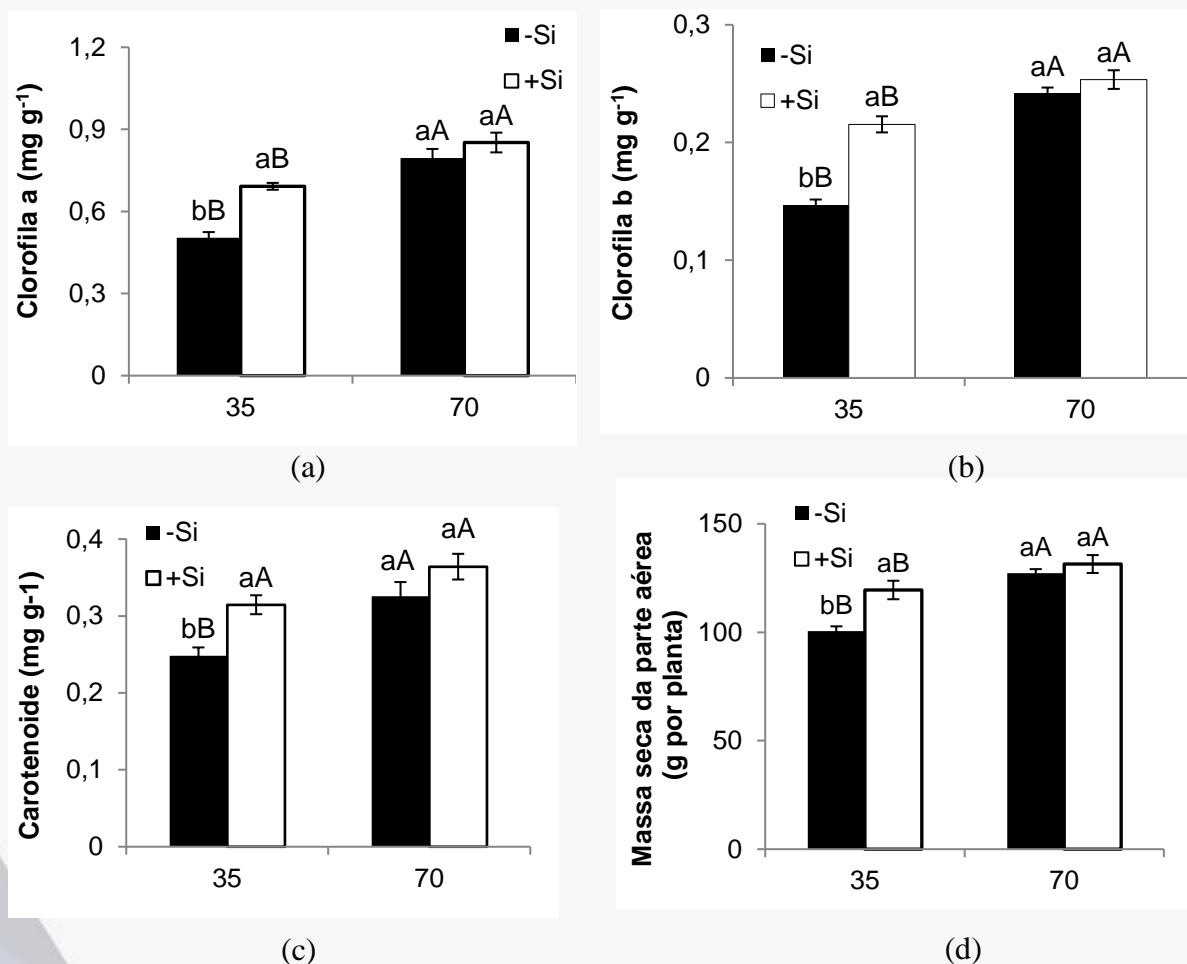 Clorofila a (mg g-1)
1,2
0,9
0,6
0,3
0
-Si
+Si
bB
aB
aA
aA
35
70
(a)
Clorofila b (mg g-1)
0,3
0,2
0,1
0
-Si
+Si
bB
aB
aA
aA
35
70
(b)
Carotenoide (mg g-1)
0,4
0,3
0,2
0,1
0
-Si
+Si
bB
aA
aA
aA
35
70
(c)
Massa seca da parte aérea
(g por planta)
150
100
50
0
-Si
+Si
bB
aB
aA
aA
35
70
(d)